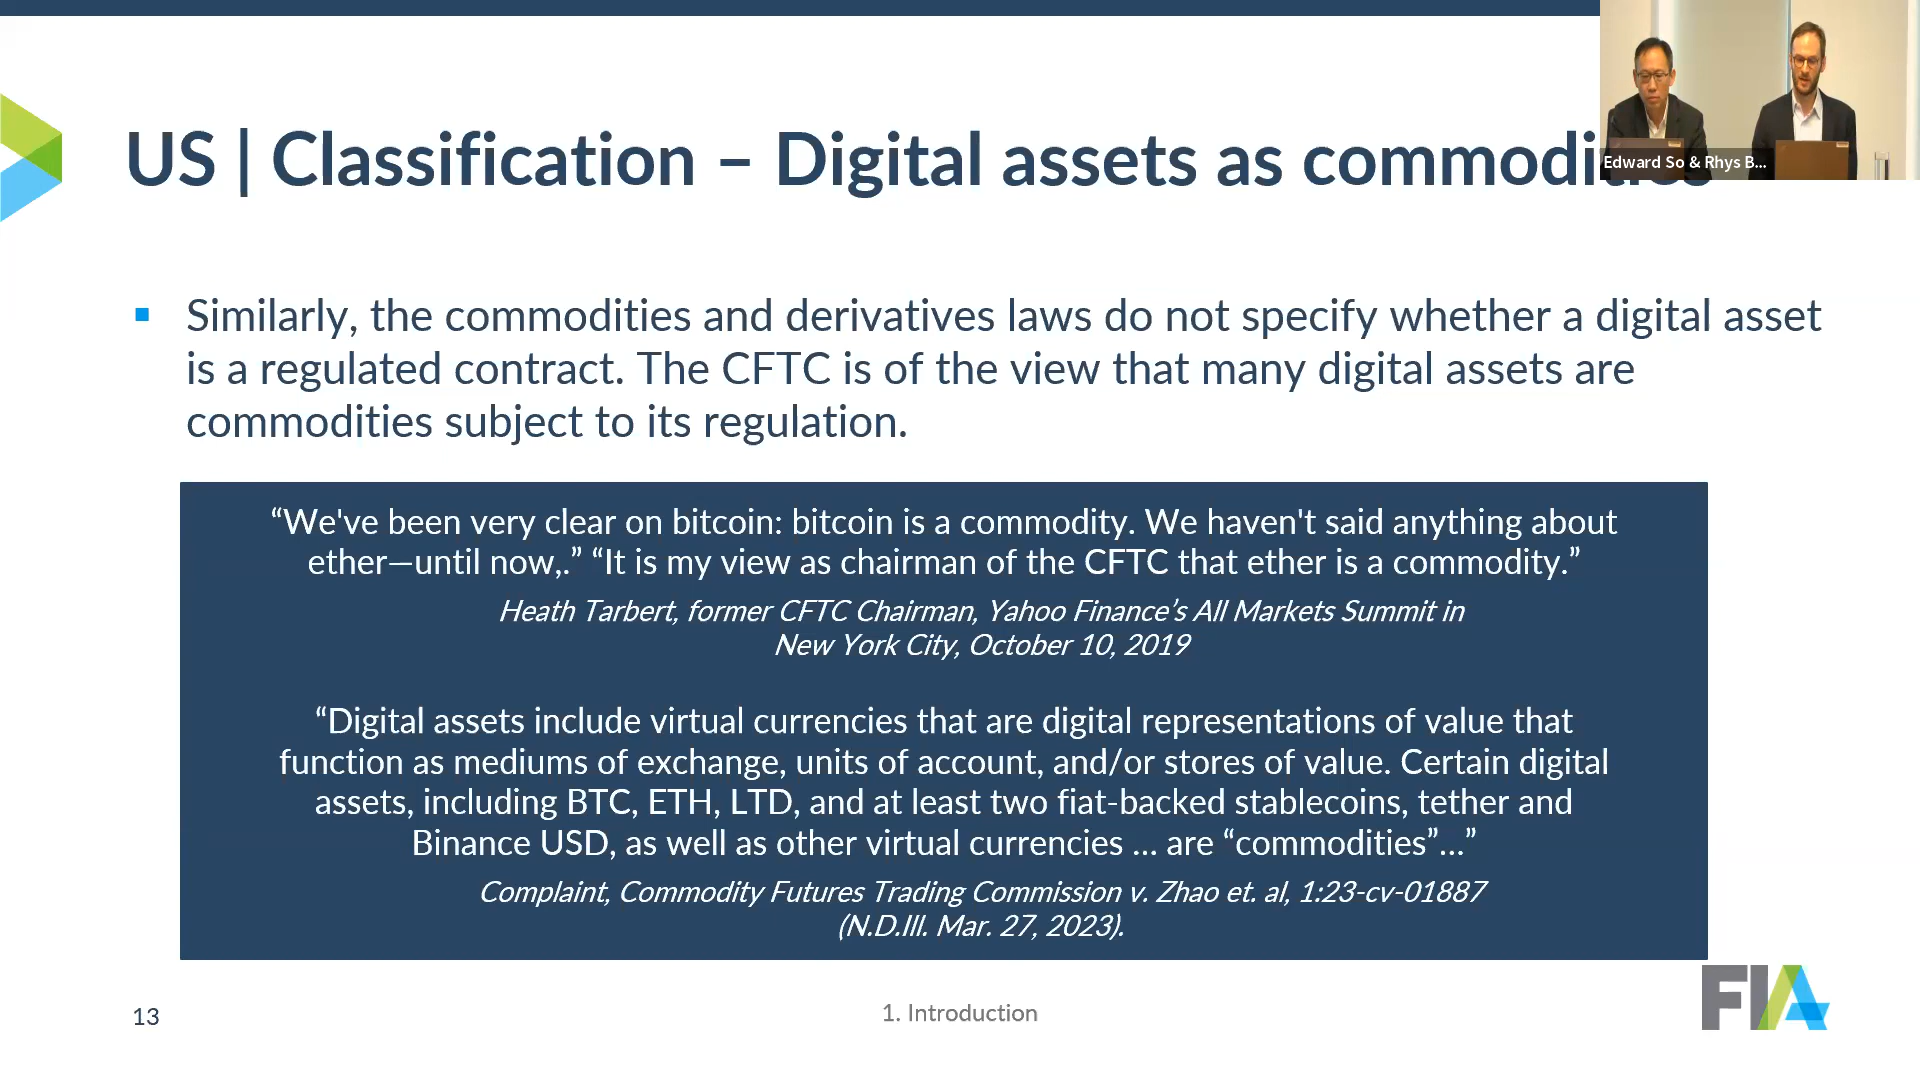 Edward So & Rhys B...
US | Classification – Digital assets as commodities
▪ Similarly, the commodities and derivatives laws do not specify whether a digital asset
is a regulated contract. The CFTC is of the view that many digital assets are
commodities subject to its regulation.
“We've been very clear on bitcoin: bitcoin is a commodity. We haven't said anything about
ether—until now,.” “It is my view as chairman of the CFTC that ether is a commodity.”
Heath Tarbert, former CFTC Chairman, Yahoo Finance’s All Markets Summit in
New York City, October 10, 2019
“Digital assets include virtual currencies that are digital representations of value that
function as mediums of exchange, units of account, and/or stores of value. Certain digital
assets, including BTC, ETH, LTD, and at least two fiat-backed stablecoins, tether and
Binance USD, as well as other virtual currencies … are “commodities”…”
Complaint, Commodity Futures Trading Commission v. Zhao et. al, 1:23-cv-01887
(N.D.Ill. Mar. 27, 2023).
13
1. Introduction
FIA